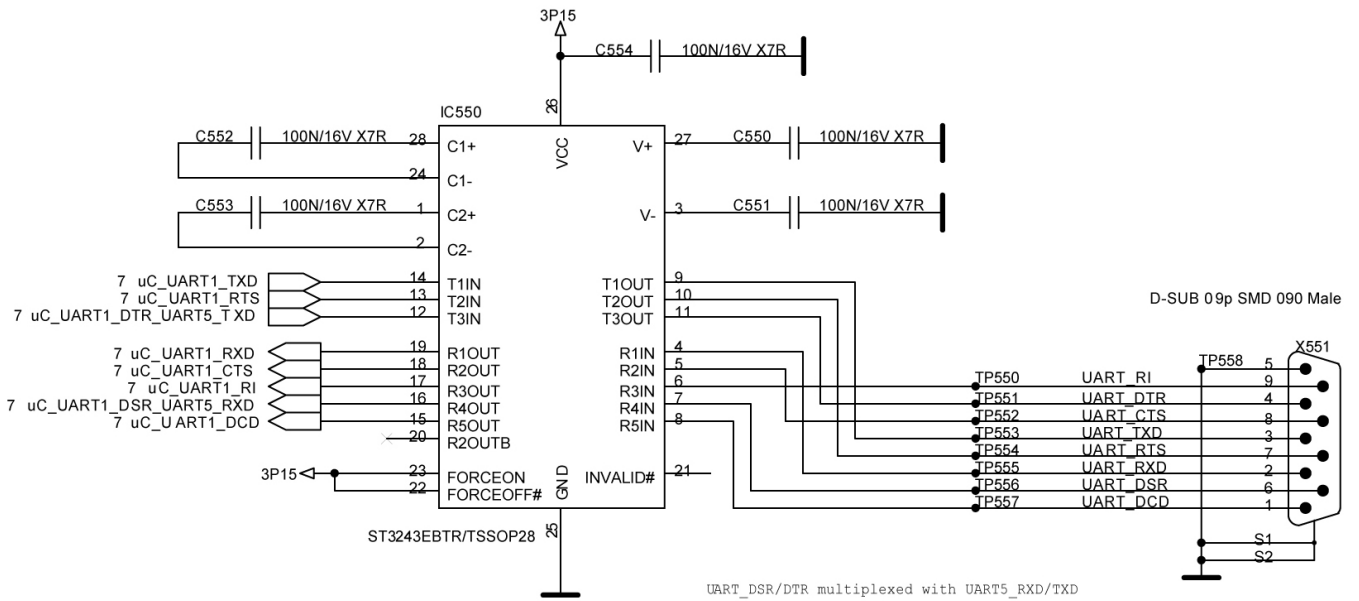 3P15
C554 100N/16V X7R
26
IC550
C552 100N/16V X7R 28 C1+ VCC V+ 27 C550 100N/16V X7R
24 C1-
C553 100N/16V X7R 1 C2+ V- 3 C551 100N/16V X7R
2 C2-
7 uC_UART1_TXD 14 T1IN T1OUT 9
7 uC_UART1_RTS 13 T2IN T2OUT 10
7 uC_UART1_DTR_UART5_TXD 12 T3IN T3OUT 11
D-SUB 09p SMD 090 Male
X551
7 uC_UART1_RXD 19 R1OUT R1IN 4
TP558 5
7 uC_UART1_CTS 18 R2OUT R2IN 5
7 uC_UART1_RI 17 R3OUT R3IN 6 TP550 UART_RI 9
7 uC_UART1_DSR_UART5_RXD 16 R4OUT R4IN 7 TP551 UART_DTR 4
7 uC_UART1_DCD 15 R5OUT R5IN 8 TP552 UART_CTS 8
20 R2OUTB TP553 UART_TXD 3
TP554 UART_RTS 7
3P15 23 FORCEON GND INVALID# 21 TP555 UART_RXD 2
22 FORCEOFF# TP556 UART_DSR 6
TP557 UART_DCD 1
ST3243EBTR/TSSOP28 25
S1
S2
UART_DSR/DTR multiplexed with UART5_RXD/TXD